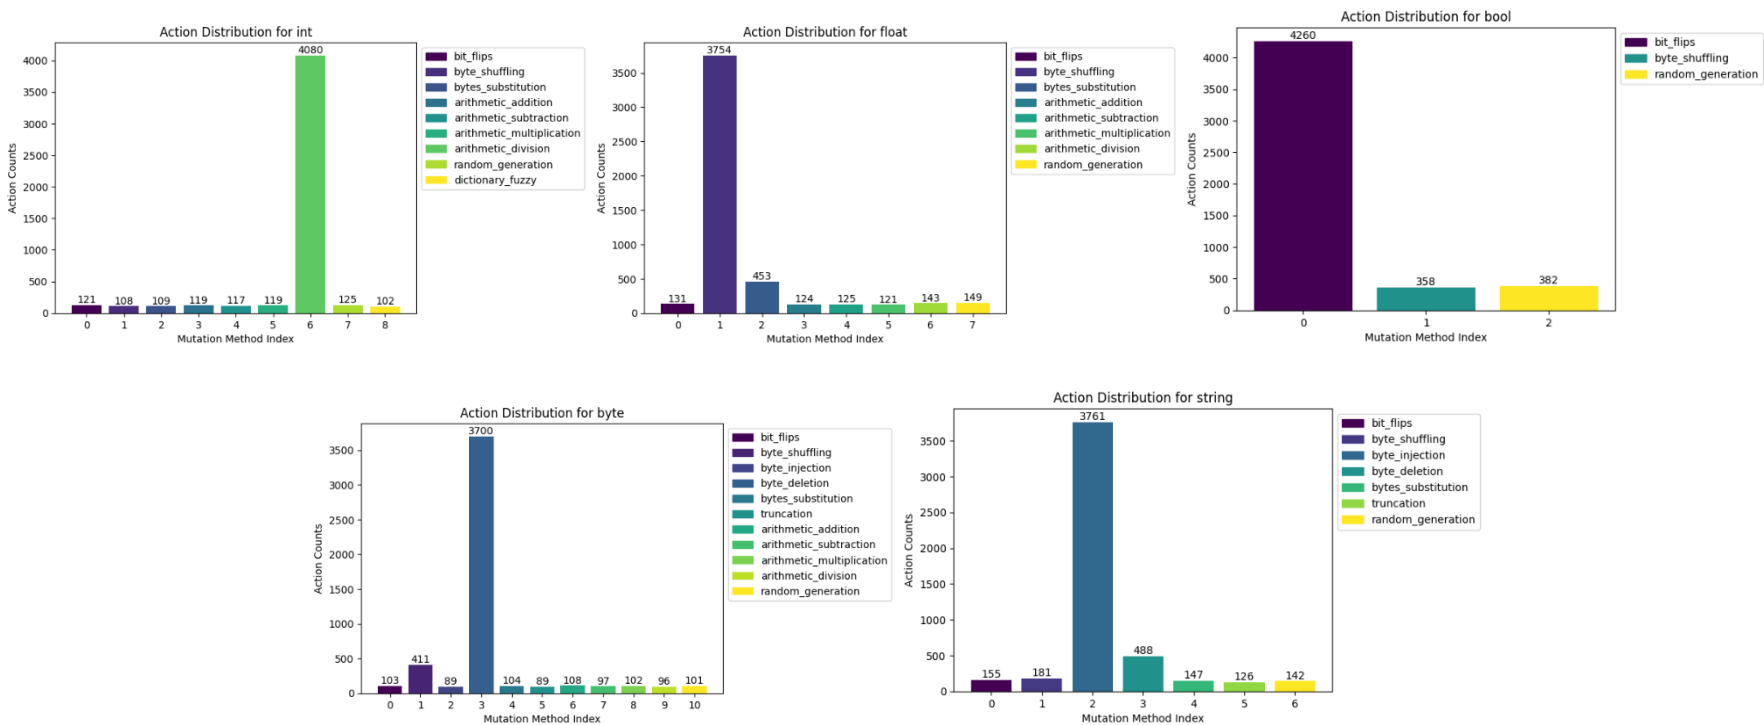 Action Distribution for int
Action Counts
4000
3500
3000
2500
2000
1500
1000
500
0
121
108
109
119
117
119
4080
125
102
0 1 2 3 4 5 6 7 8
Mutation Method Index
bit_flips
byte_shuffling
bytes_substitution
arithmetic_addition
arithmetic_subtraction
arithmetic_multiplication
arithmetic_division
random_generation
dictionary_fuzzy
Action Distribution for float
Action Counts
3500
3000
2500
2000
1500
1000
500
0
131
3754
453
124
125
121
143
149
0 1 2 3 4 5 6 7
Mutation Method Index
bit_flips
byte_shuffling
bytes_substitution
arithmetic_addition
arithmetic_subtraction
arithmetic_multiplication
arithmetic_division
random_generation
Action Distribution for bool
Action Counts
4000
3500
3000
2500
2000
1500
1000
500
0
4260
358
382
0 1 2
Mutation Method Index
bit_flips
byte_shuffling
random_generation
Action Distribution for byte
Action Counts
3500
3000
2500
2000
1500
1000
500
0
103
411
89
3700
104
89
108
97
102
96
101
0 1 2 3 4 5 6 7 8 9 10
Mutation Method Index
bit_flips
byte_shuffling
byte_injection
byte_deletion
bytes_substitution
truncation
arithmetic_addition
arithmetic_subtraction
arithmetic_multiplication
arithmetic_division
random_generation
Action Distribution for string
Action Counts
3500
3000
2500
2000
1500
1000
500
0
155
181
3761
488
147
126
142
0 1 2 3 4 5 6
Mutation Method Index
bit_flips
byte_shuffling
byte_injection
byte_deletion
bytes_substitution
truncation
random_generation